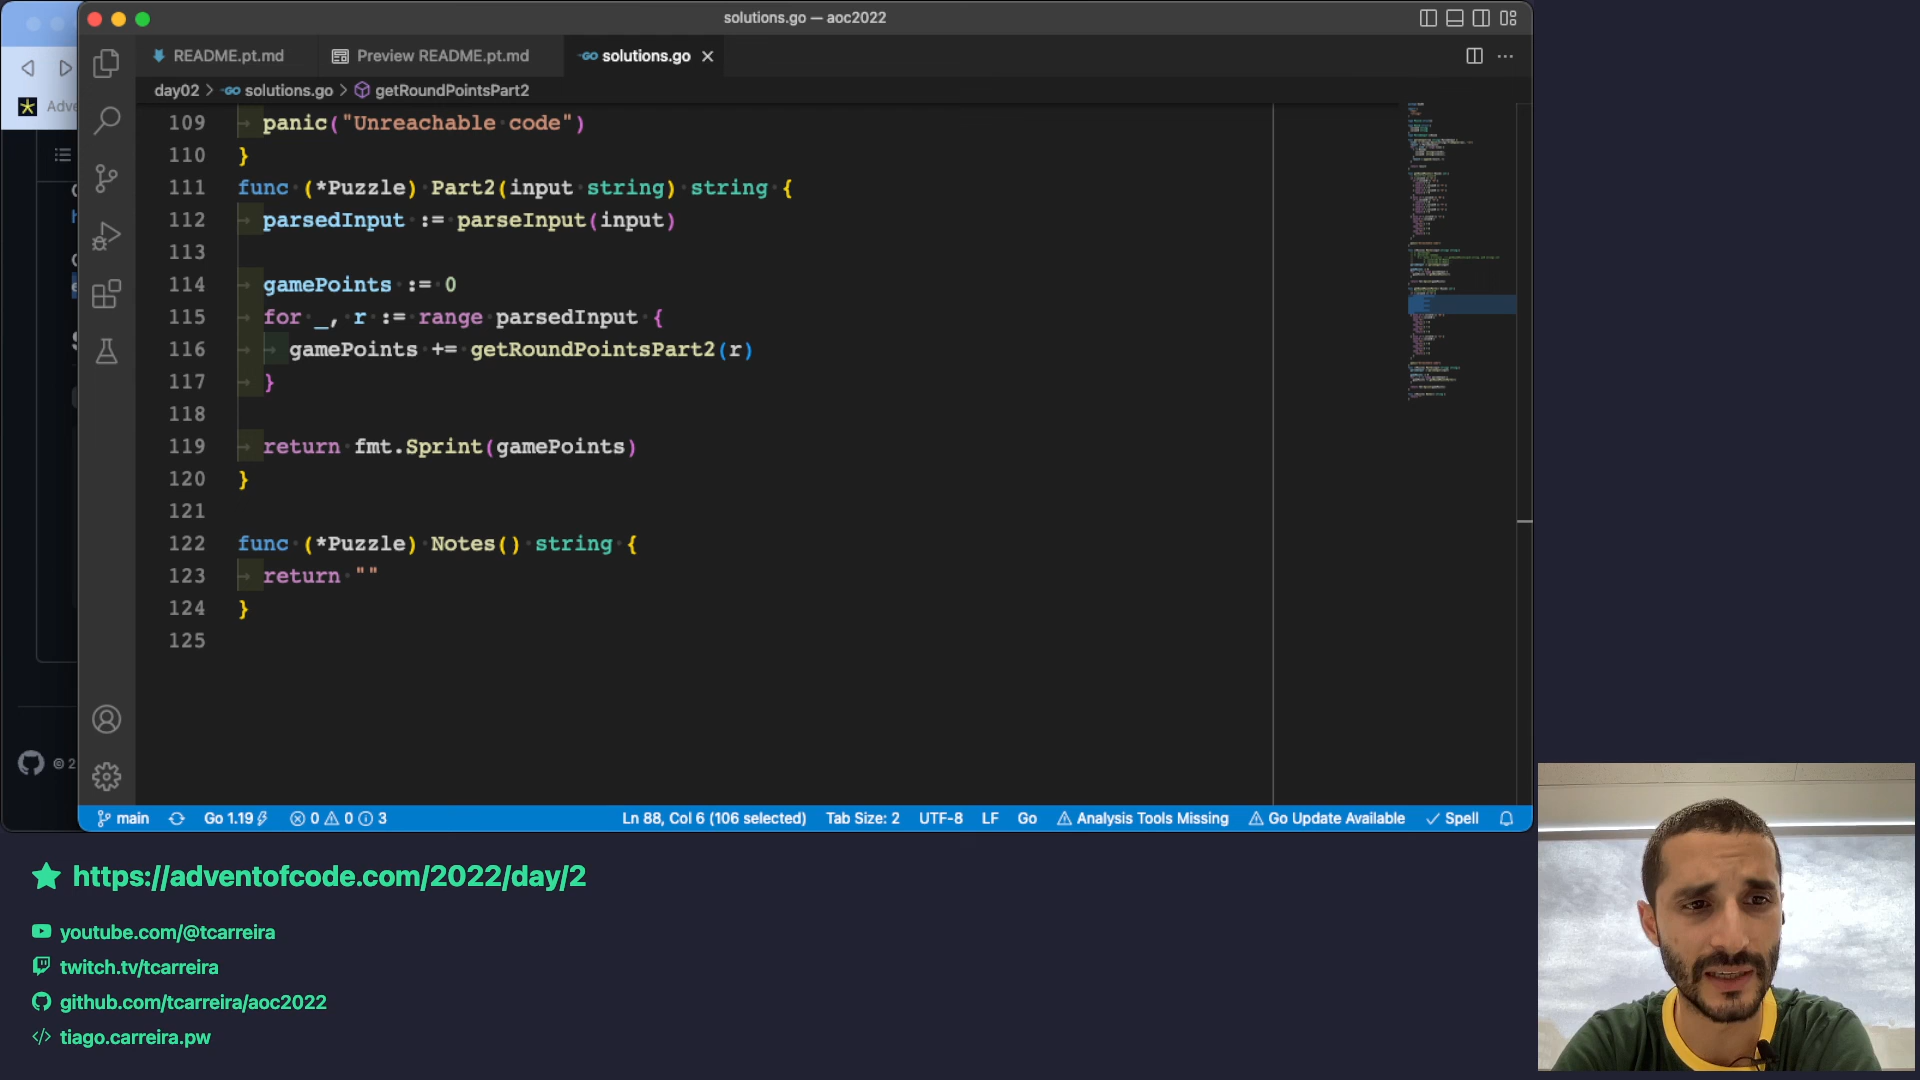 solutions.go — aoc2022
README.pt.md
Preview README.pt.md
GO solutions.go
Adve
day02 > GO solutions.go > getRoundPointsPart2
109 panic("Unreachable code")
110 }
111 func (*Puzzle) Part2(input string) string {
112 parsedInput := parseInput(input)
113
114 gamePoints := 0
115 for _, r := range parsedInput {
116 gamePoints += getRoundPointsPart2(r)
117 }
118
119 return fmt.Sprint(gamePoints)
120 }
121
122 func (*Puzzle) Notes() string {
123 return ""
124 }
125
© 2
main Go 1.19 0 0 3 Ln 88, Col 6 (106 selected) Tab Size: 2 UTF-8 LF Go Analysis Tools Missing Go Update Available Spell
https://adventofcode.com/2022/day/2
youtube.com/@tcarreira
twitch.tv/tcarreira
github.com/tcarreira/aoc2022
tiago.carreira.pw